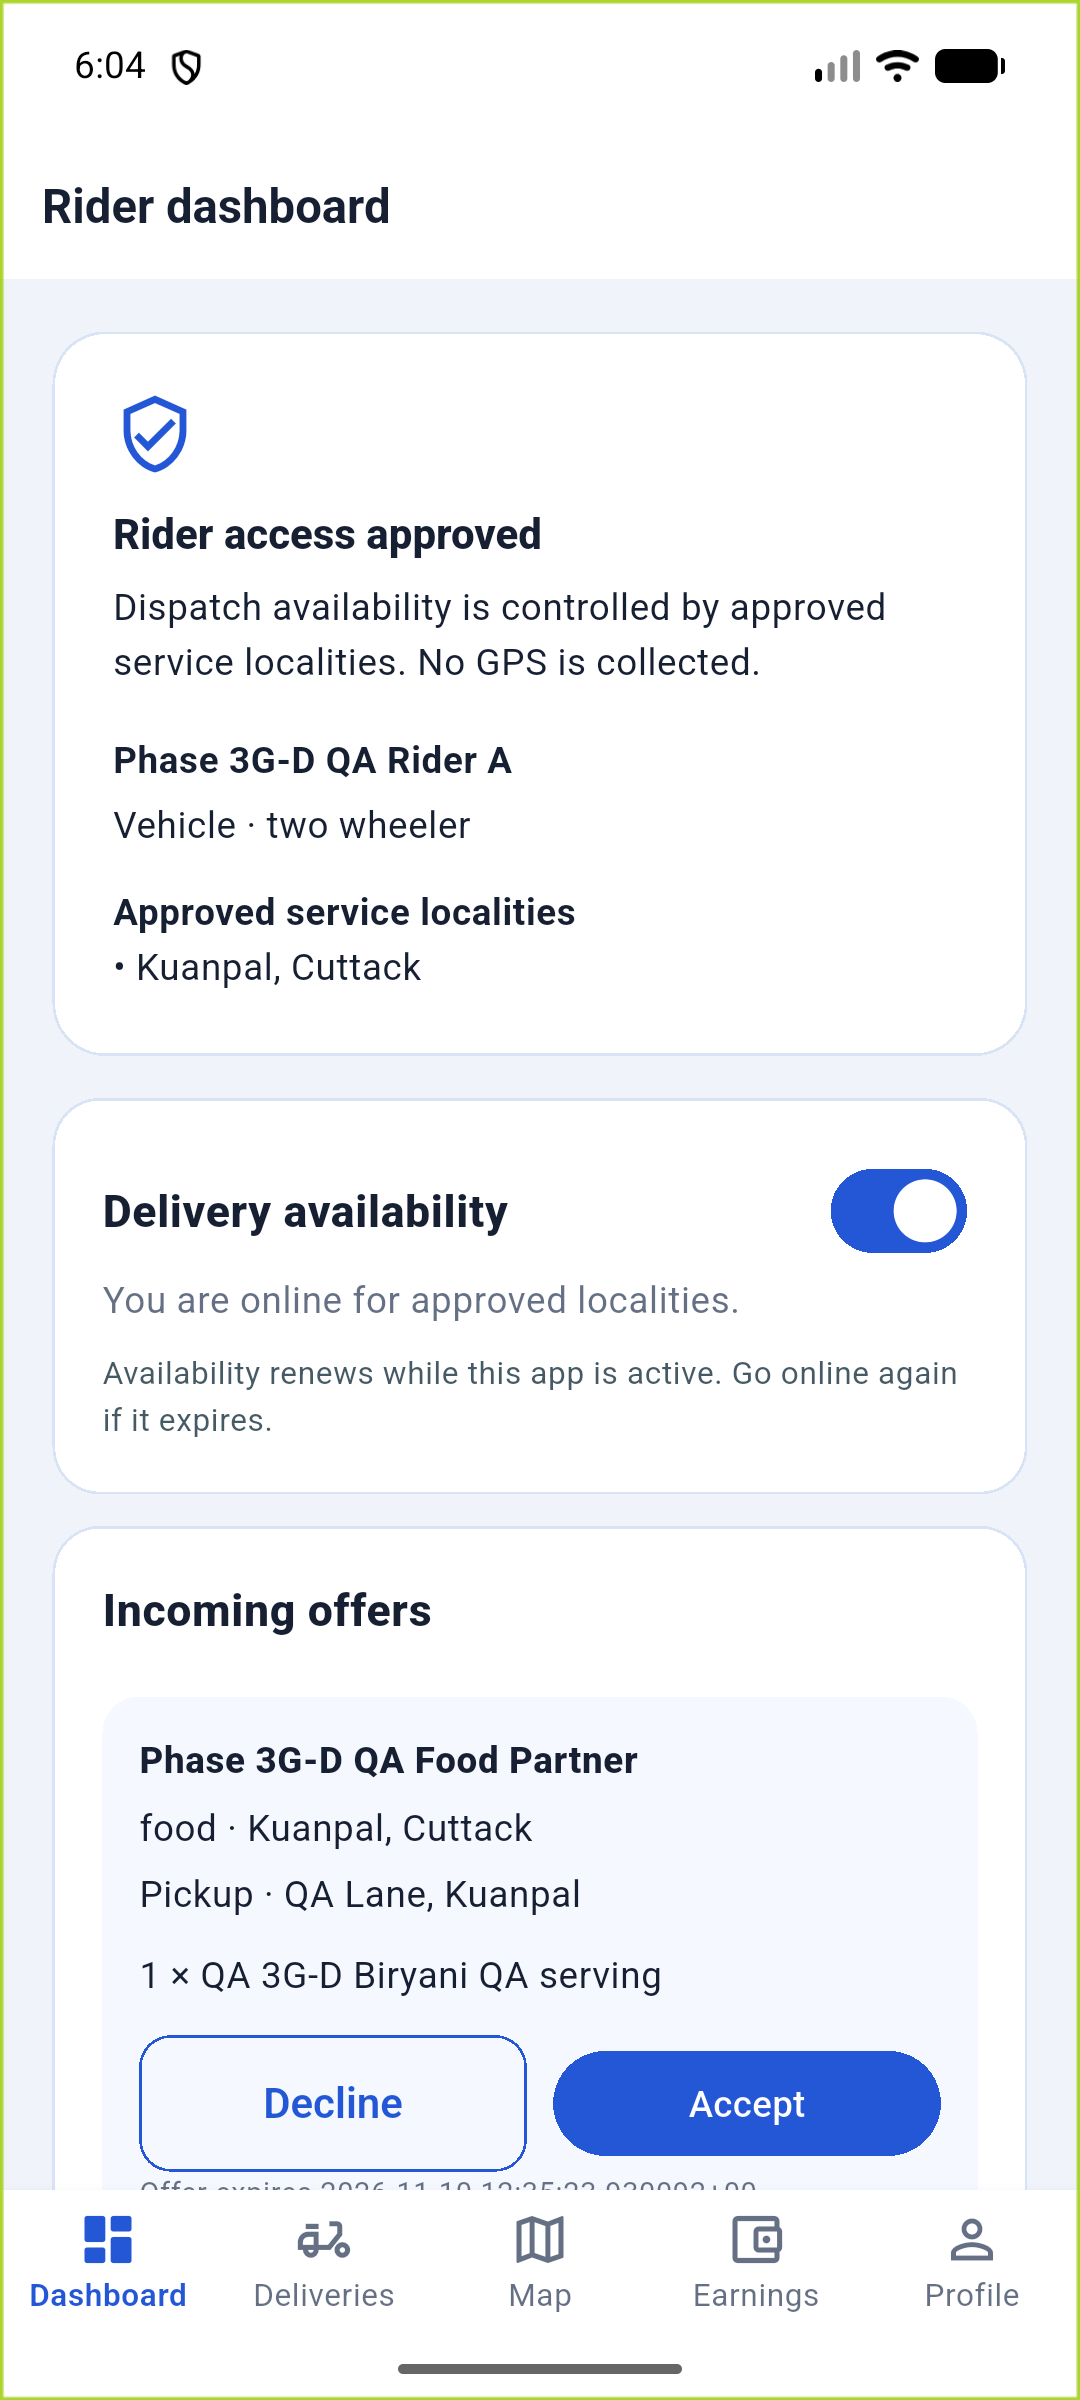 6:04
Rider dashboard
Rider access approved
Dispatch availability is controlled by approved
service localities. No GPS is collected.
Phase 3G-D QA Rider A
Vehicle · two wheeler
Approved service localities
• Kuanpal, Cuttack
Delivery availability
You are online for approved localities.
Availability renews while this app is active. Go online again
if it expires.
Incoming offers
Phase 3G-D QA Food Partner
food · Kuanpal, Cuttack
Pickup · QA Lane, Kuanpal
1 × QA 3G-D Biryani QA serving
Decline
Accept
Offer expires
Dashboard
Deliveries
Map
Earnings
Profile